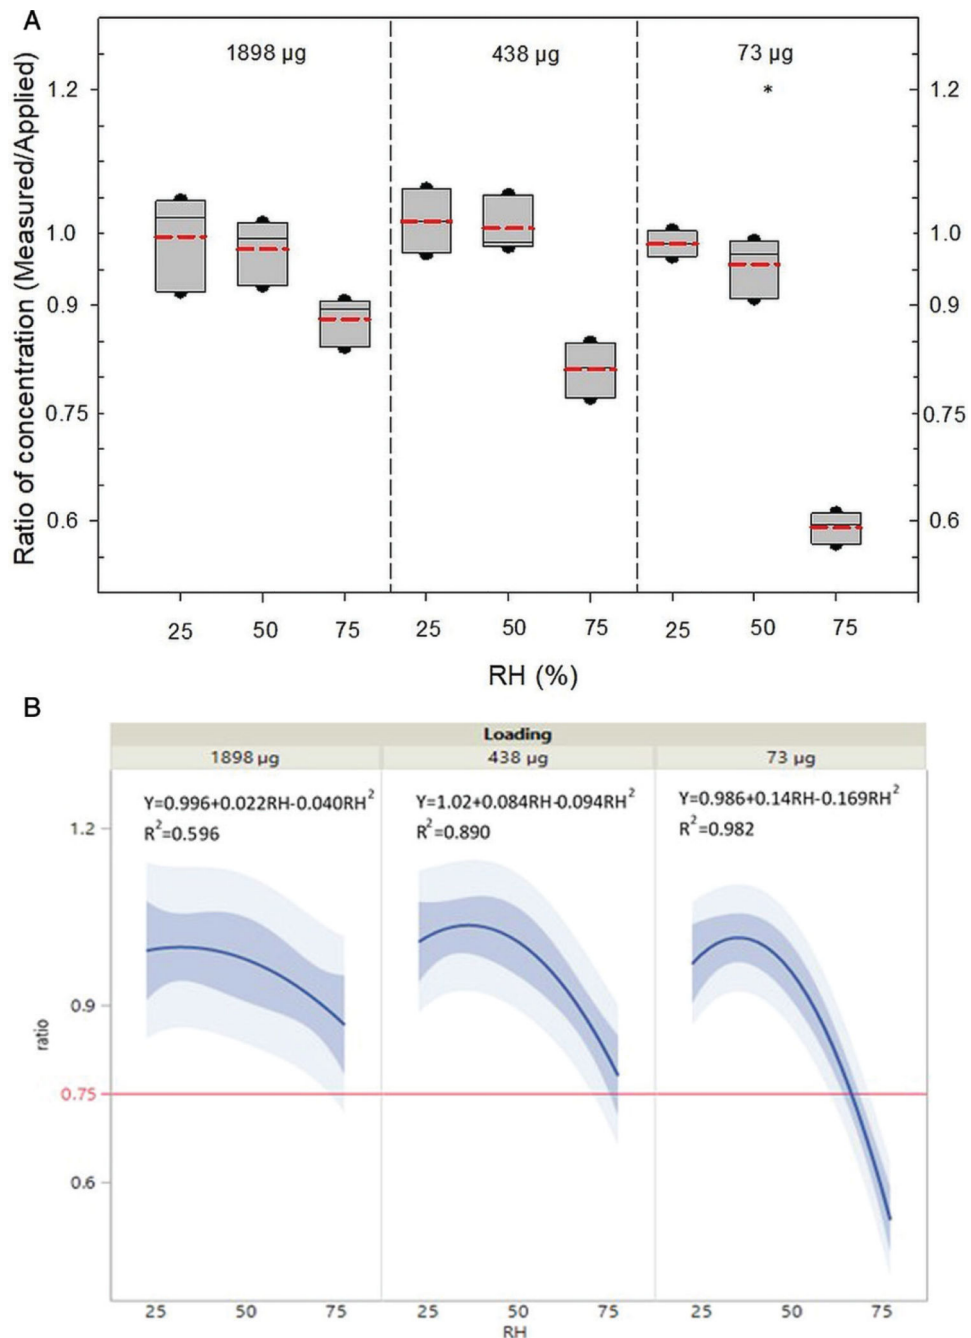 A
1898 µg 438 µg 73 µg
Ratio of concentration (Measured/Applied)
1.2 * 1.2
1.0 1.0
0.9 0.9
0.75 0.75
0.6 0.6
25 50 75 25 50 75 25 50 75
RH (%)
B
Loading
1898 µg 438 µg 73 µg
Y=0.996+0.022RH-0.040RH² Y=1.02+0.084RH-0.094RH² Y=0.986+0.14RH-0.169RH²
R²=0.596 R²=0.890 R²=0.982
ratio
1.2
0.9
0.75
0.6
25 50 75 25 50 75 25 50 75
RH